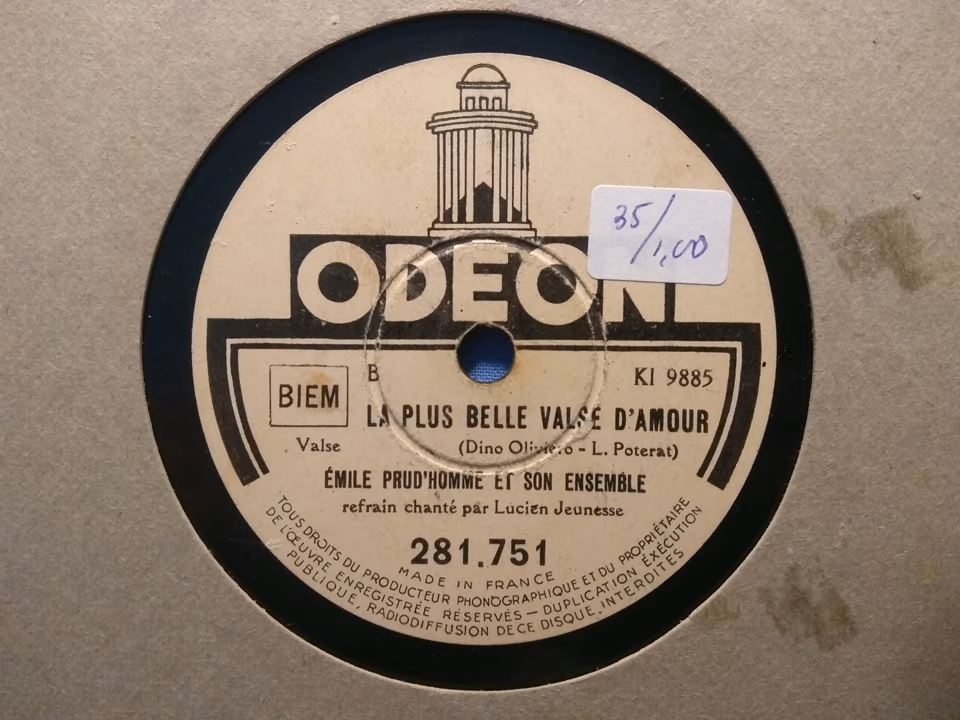 ODEON
35/1,00
BIEM
B
KI 9885
LA PLUS BELLE VALSE D'AMOUR
Valse
(Dino Oliviero - L. Poterat)
ÉMILE PRUD'HOMME ET SON ENSEMBLE
refrain chanté par Lucien Jeunesse
281.751
MADE IN FRANCE
TOUS DROITS DU PRODUCTEUR PHONOGRAPHIQUE ET DU PROPRIÉTAIRE
DE L'ŒUVRE ENREGISTRÉE RÉSERVÉS — DUPLICATION EXÉCUTION
PUBLIQUE, RADIODIFFUSION DE CE DISQUE INTERDITES